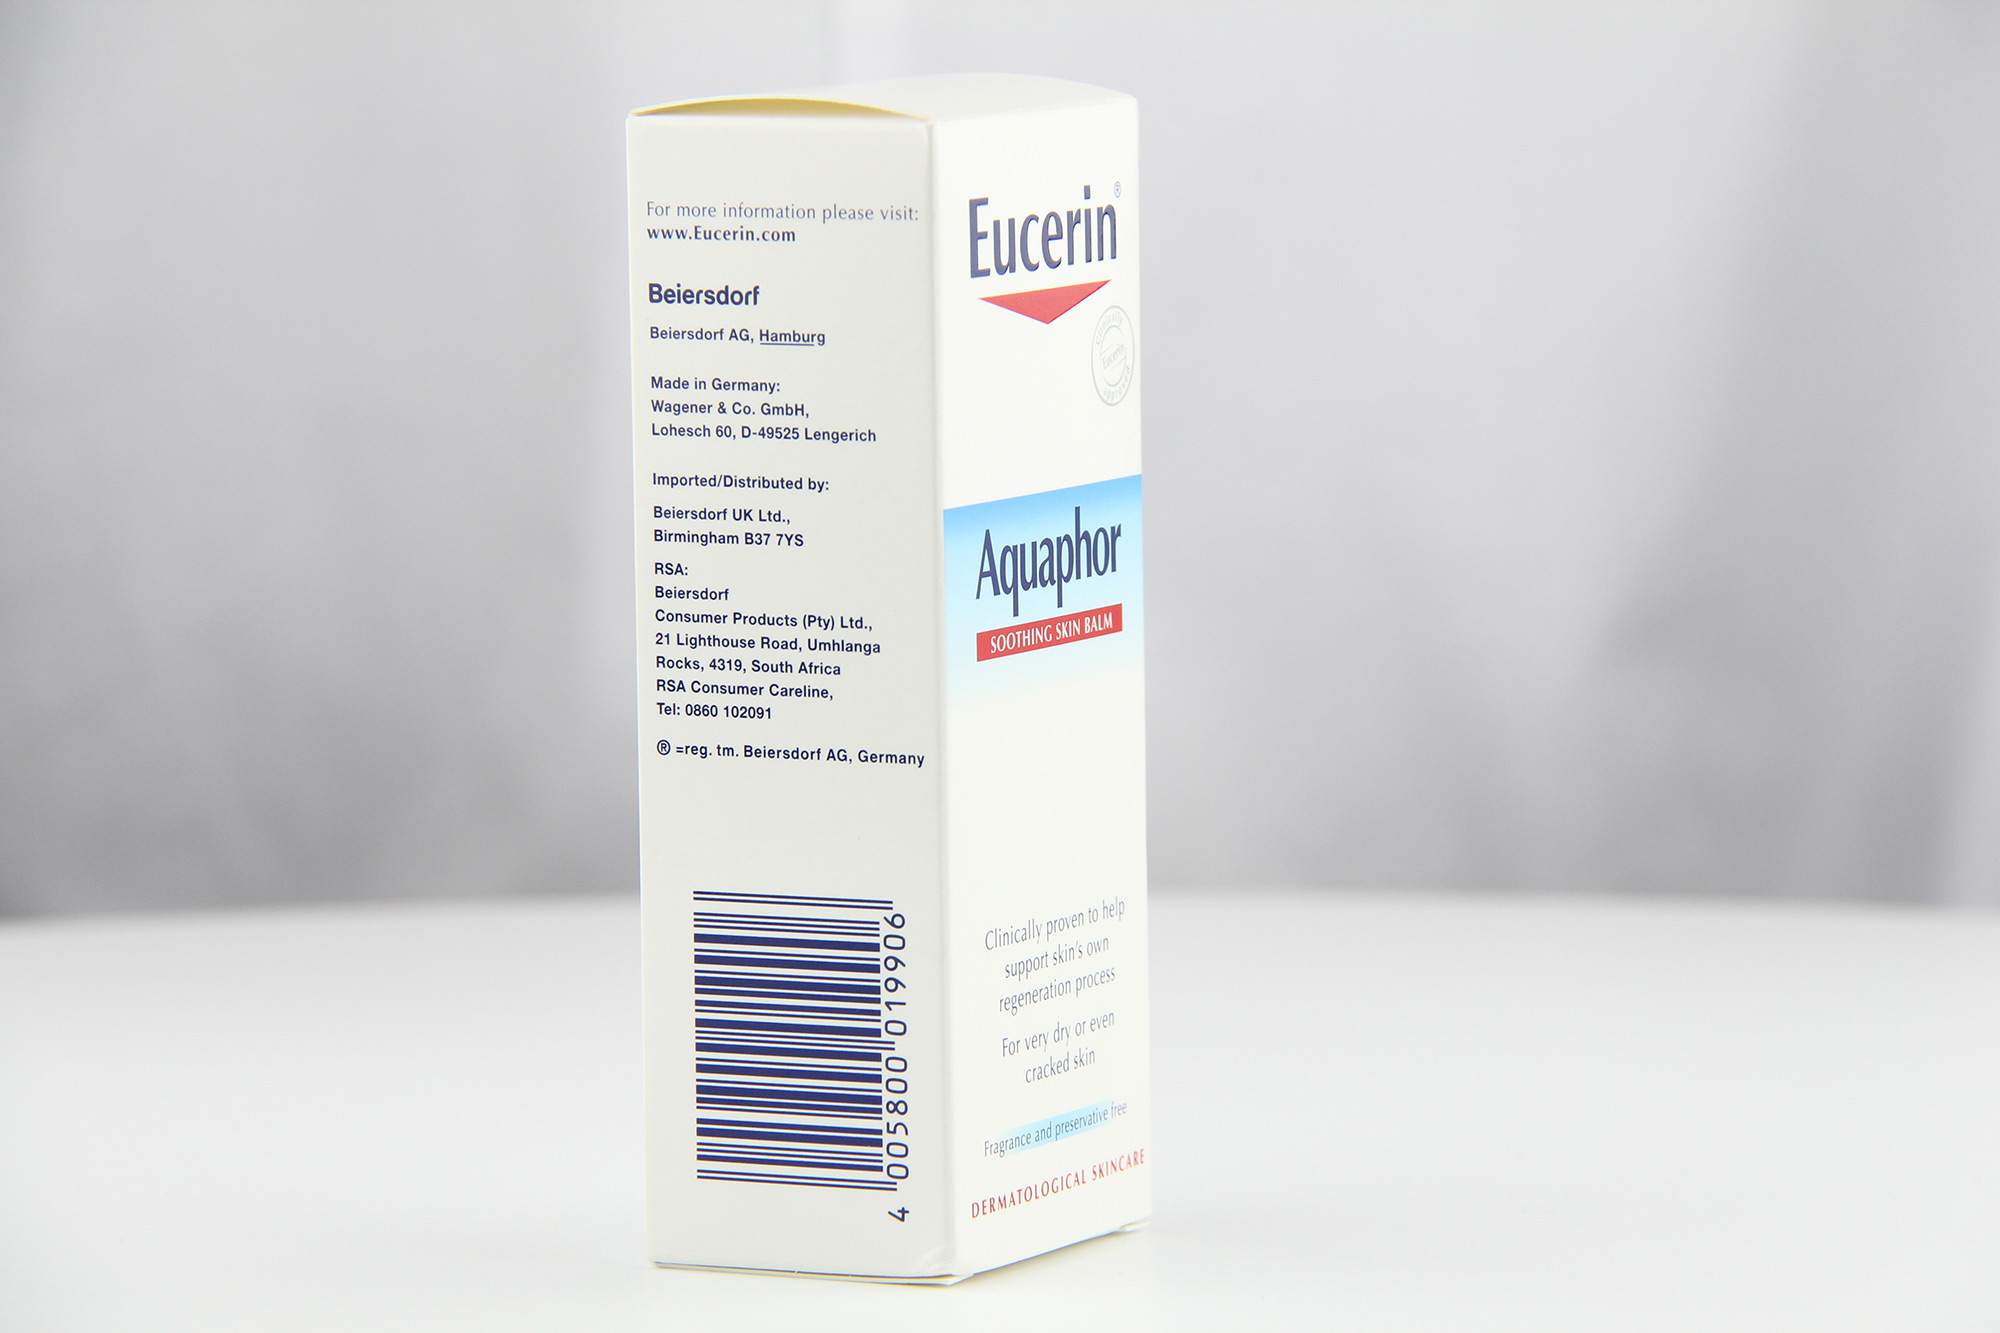 For more information please visit:
www.Eucerin.com
Beiersdorf
Beiersdorf AG, Hamburg
Made in Germany:
Wagener & Co. GmbH,
Lohesch 60, D-49525 Lengerich
Imported/Distributed by:
Beiersdorf UK Ltd.,
Birmingham B37 7YS
RSA:
Beiersdorf
Consumer Products (Pty) Ltd.,
21 Lighthouse Road, Umhlanga
Rocks, 4319, South Africa
RSA Consumer Careline,
Tel: 0860 102091
® =reg. tm. Beiersdorf AG, Germany
4 005800 019906
Eucerin®
Clinically
Eucerin
approved
Aquaphor
SOOTHING SKIN BALM
Clinically proven to help
support skin's own
regeneration process
For very dry or even
cracked skin
Fragrance and preservative free
DERMATOLOGICAL SKINCARE